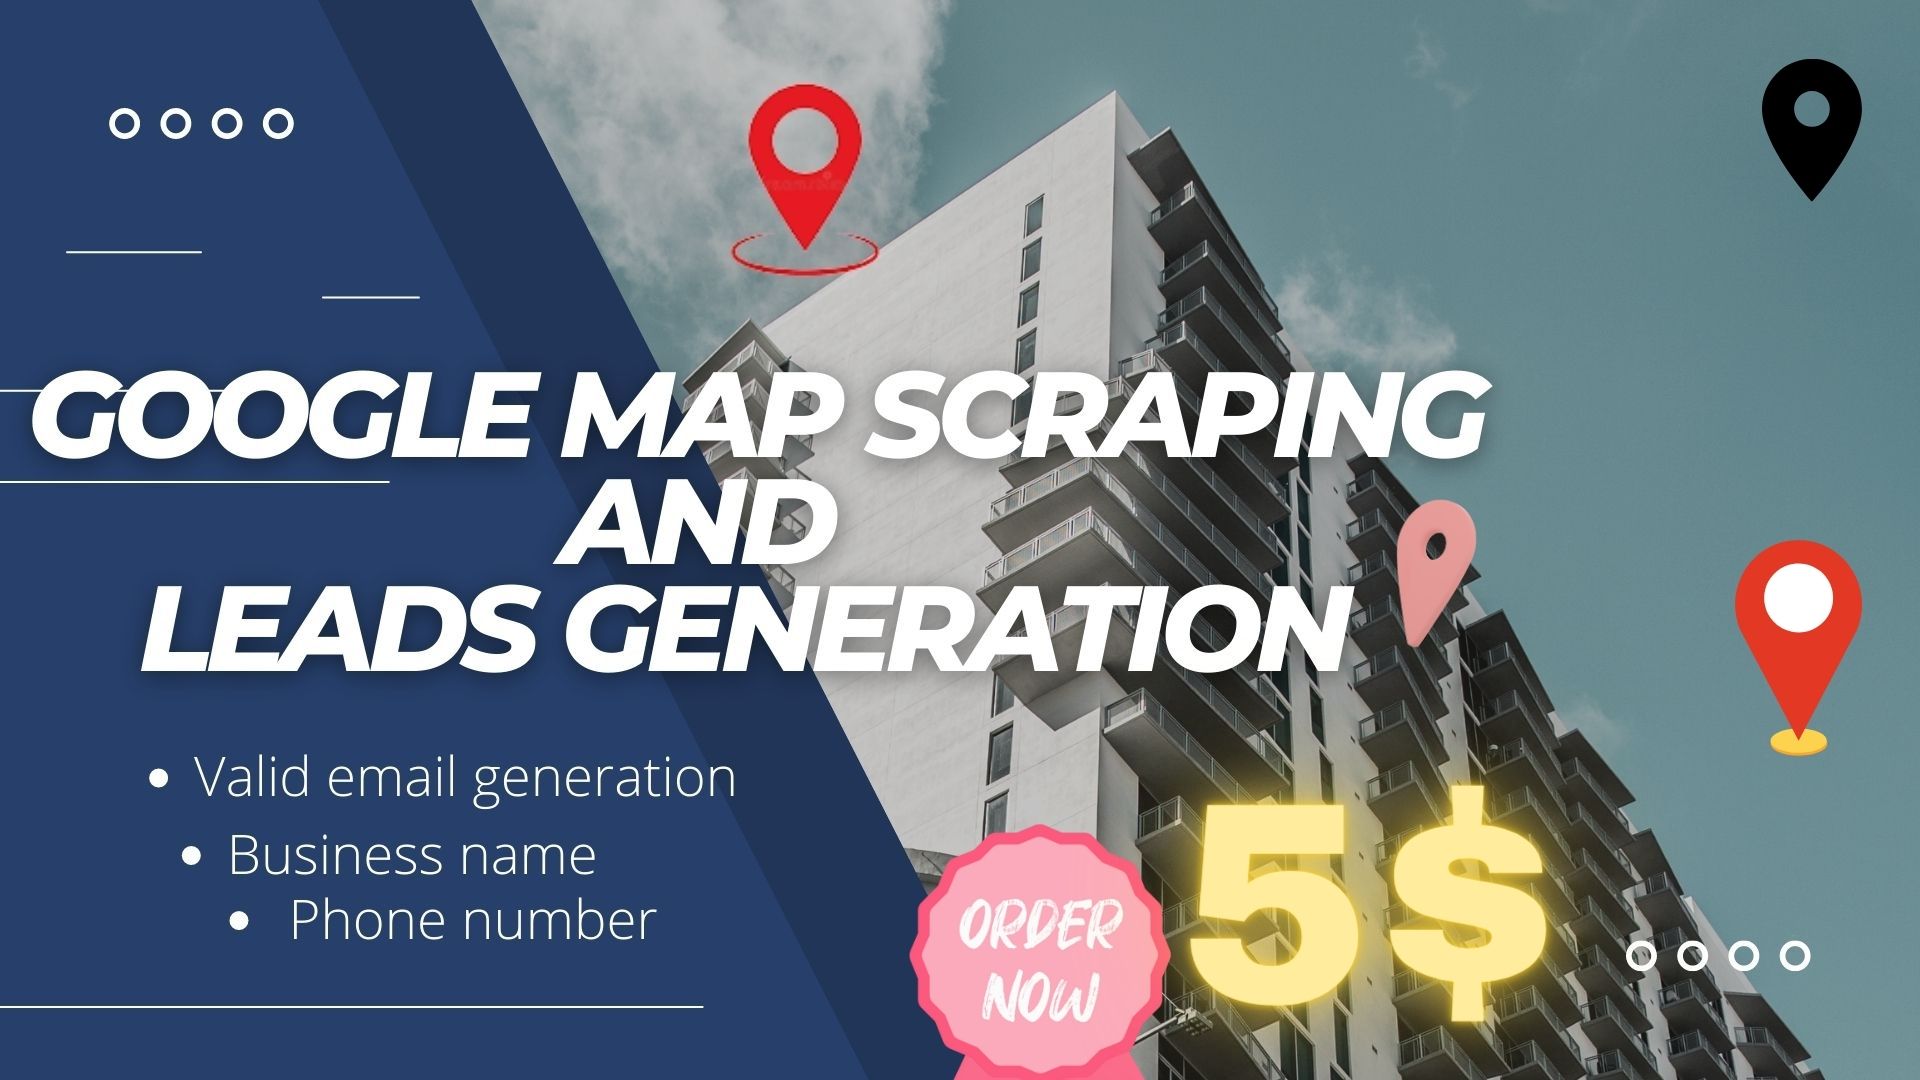 GOOGLE MAP SCRAPING
AND
LEADS GENERATION
• Valid email generation
• Business name
• Phone number
ORDER
NOW
5$